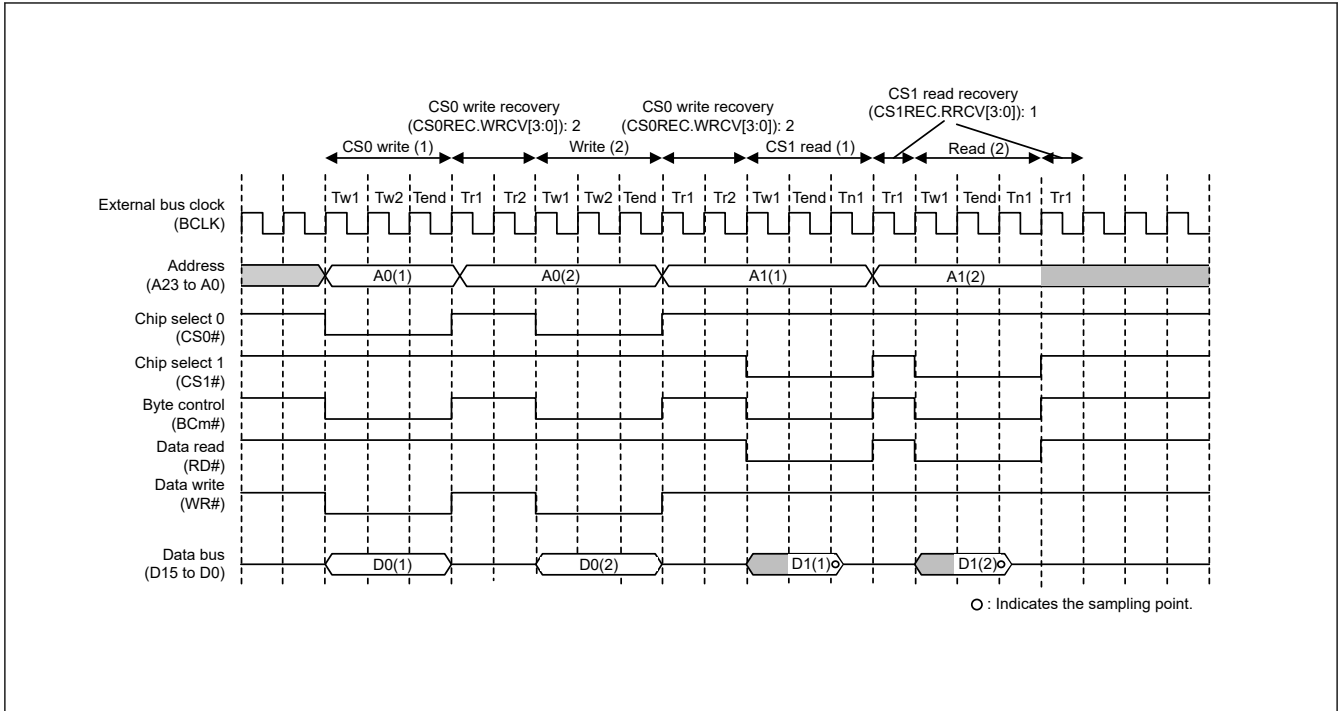 CS1 read recovery
(CS1REC.RRCV[3:0]): 1
CS0 write recovery
(CS0REC.WRCV[3:0]): 2
CS0 write recovery
(CS0REC.WRCV[3:0]): 2
CS0 write (1)
Write (2)
CS1 read (1)
Read (2)
Tw1 Tw2 Tend Tr1 Tr2 Tw1 Tw2 Tend Tr1 Tr2 Tw1 Tend Tn1 Tr1 Tw1 Tend Tn1 Tr1
External bus clock
(BCLK)
Address
(A23 to A0)
A0(1) A0(2) A1(1) A1(2)
Chip select 0
(CS0#)
Chip select 1
(CS1#)
Byte control
(BCm#)
Data read
(RD#)
Data write
(WR#)
Data bus
(D15 to D0)
D0(1) D0(2) D1(1) D1(2)
: Indicates the sampling point.